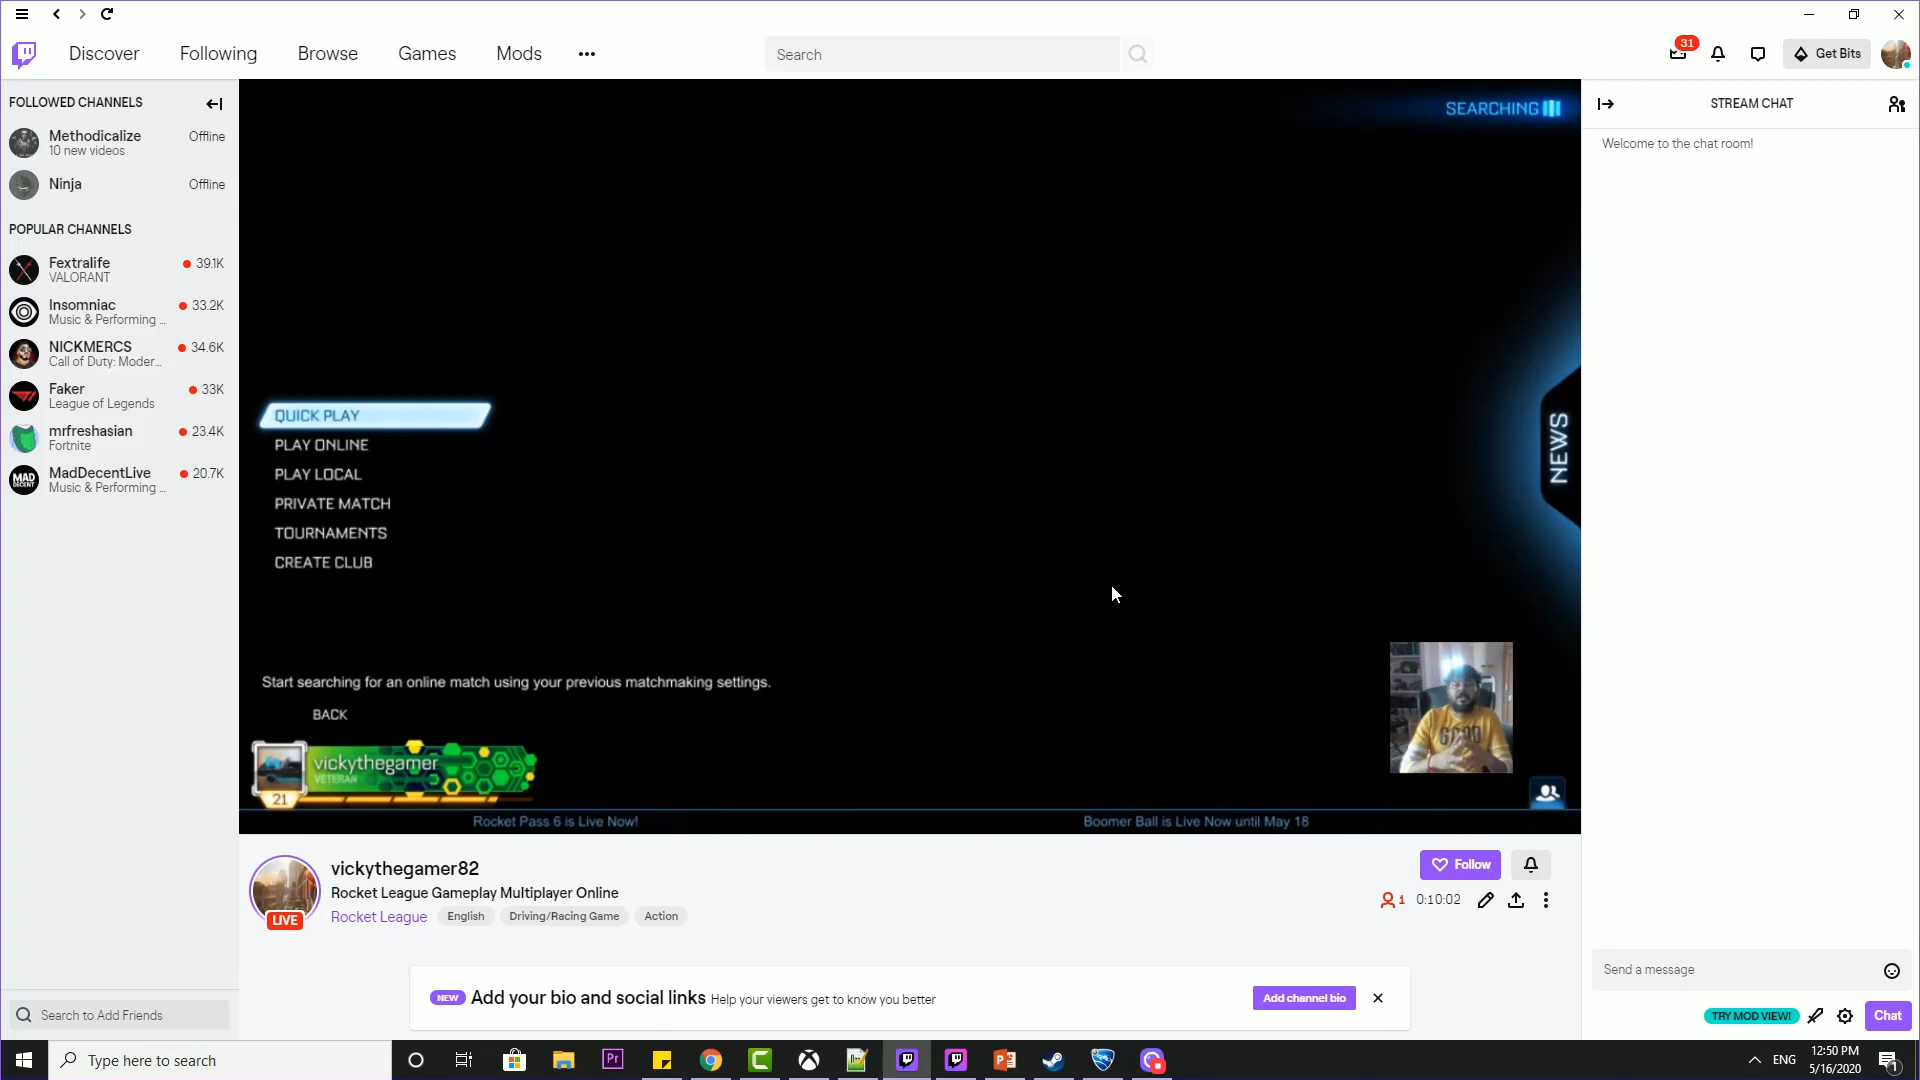 Discover
Following
Browse
Games
Mods
Search
31
Get Bits
FOLLOWED CHANNELS
Methodicalize
Offline
10 new videos
Ninja
Offline
POPULAR CHANNELS
Fextralife
39.1K
VALORANT
Insomniac
33.2K
Music & Performing ...
NICKMERCS
34.6K
Call of Duty: Moder...
Faker
33K
League of Legends
mrfreshasian
23.4K
Fortnite
MAD DECENT
MadDecentLive
20.7K
Music & Performing ...
Search to Add Friends
SEARCHING
QUICK PLAY
PLAY ONLINE
PLAY LOCAL
PRIVATE MATCH
TOURNAMENTS
CREATE CLUB
NEWS
Start searching for an online match using your previous matchmaking settings.
BACK
vickythegamer
VETERAN
21
Rocket Pass 6 is Live Now!
Boomer Ball is Live Now until May 18
vickythegamer82
Rocket League Gameplay Multiplayer Online
LIVE
Rocket League
English
Driving/Racing Game
Action
Follow
1
0:10:02
NEW
Add your bio and social links
Help your viewers get to know you better
Add channel bio
STREAM CHAT
Welcome to the chat room!
Send a message
TRY MOD VIEW!
Chat
Type here to search
Pr
ENG
12:50 PM
5/16/2020
1